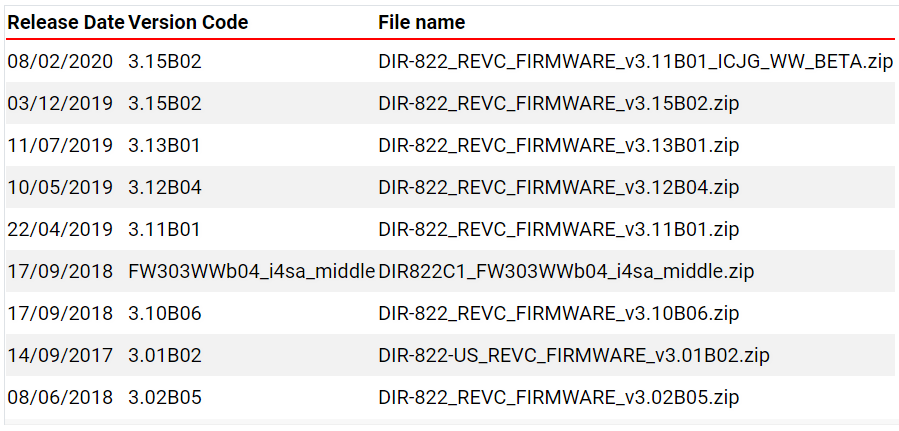 Release Date Version Code File name
08/02/2020 3.15B02 DIR-822_REVC_FIRMWARE_v3.11B01_ICJG_WW_BETA.zip
03/12/2019 3.15B02 DIR-822_REVC_FIRMWARE_v3.15B02.zip
11/07/2019 3.13B01 DIR-822_REVC_FIRMWARE_v3.13B01.zip
10/05/2019 3.12B04 DIR-822_REVC_FIRMWARE_v3.12B04.zip
22/04/2019 3.11B01 DIR-822_REVC_FIRMWARE_v3.11B01.zip
17/09/2018 FW303WWb04_i4sa_middle DIR822C1_FW303WWb04_i4sa_middle.zip
17/09/2018 3.10B06 DIR-822_REVC_FIRMWARE_v3.10B06.zip
14/09/2017 3.01B02 DIR-822-US_REVC_FIRMWARE_v3.01B02.zip
08/06/2018 3.02B05 DIR-822_REVC_FIRMWARE_v3.02B05.zip